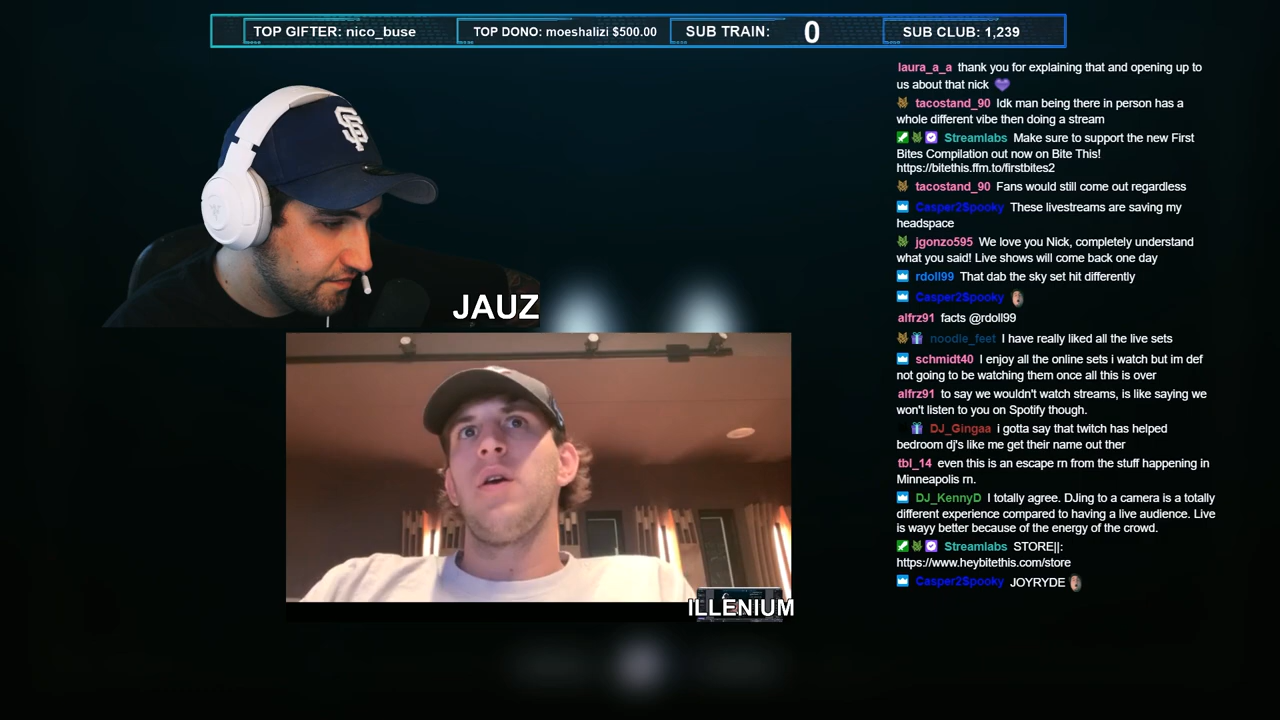 TOP GIFTER: nico_buse
TOP DONO: moeshalizi $500.00
SUB TRAIN: 0
SUB CLUB: 1,239
SF
JAUZ
ILLENIUM
laura_a_a thank you for explaining that and opening up to
us about that nick
tacostand_90 Idk man being there in person has a
whole different vibe then doing a stream
Streamlabs Make sure to support the new First
Bites Compilation out now on Bite This!
https://bitethis.ffm.to/firstbites2
tacostand_90 Fans would still come out regardless
Casper2Spooky These livestreams are saving my
headspace
jgonzo595 We love you Nick, completely understand
what you said! Live shows will come back one day
rdoll99 That dab the sky set hit differently
Casper2Spooky
alfrz91 facts @rdoll99
noodle_feet I have really liked all the live sets
schmidt40 I enjoy all the online sets i watch but im def
not going to be watching them once all this is over
alfrz91 to say we wouldn't watch streams, is like saying we
won't listen to you on Spotify though.
DJ_Gingaa i gotta say that twitch has helped
bedroom dj's like me get their name out ther
tbl_14 even this is an escape rn from the stuff happening in
Minneapolis rn.
DJ_KennyD I totally agree. DJing to a camera is a totally
different experience compared to having a live audience. Live
is wayy better because of the energy of the crowd.
Streamlabs STORE||:
https://www.heybitethis.com/store
Casper2Spooky JOYRYDE